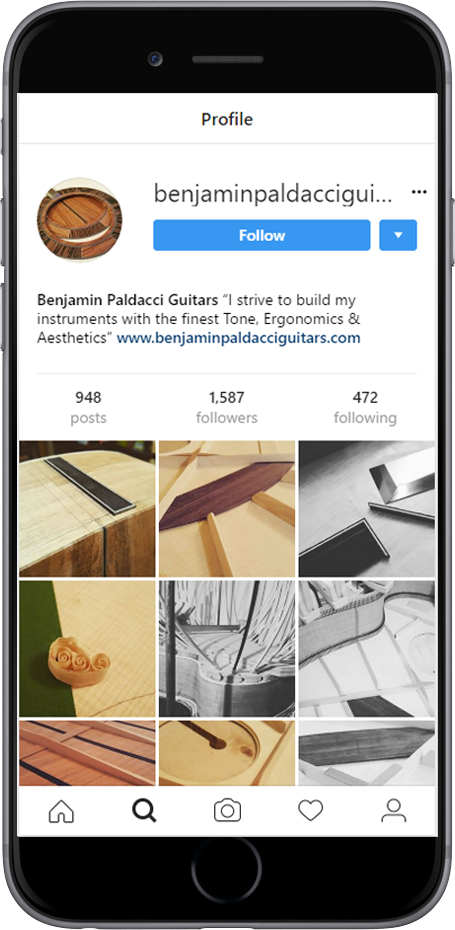 Profile
benjaminpaldaccigui...
Follow
Benjamin Paldacci Guitars “I strive to build my
instruments with the finest Tone, Ergonomics &
Aesthetics” www.benjaminpaldacciguitars.com
948 1,587 472
posts followers following